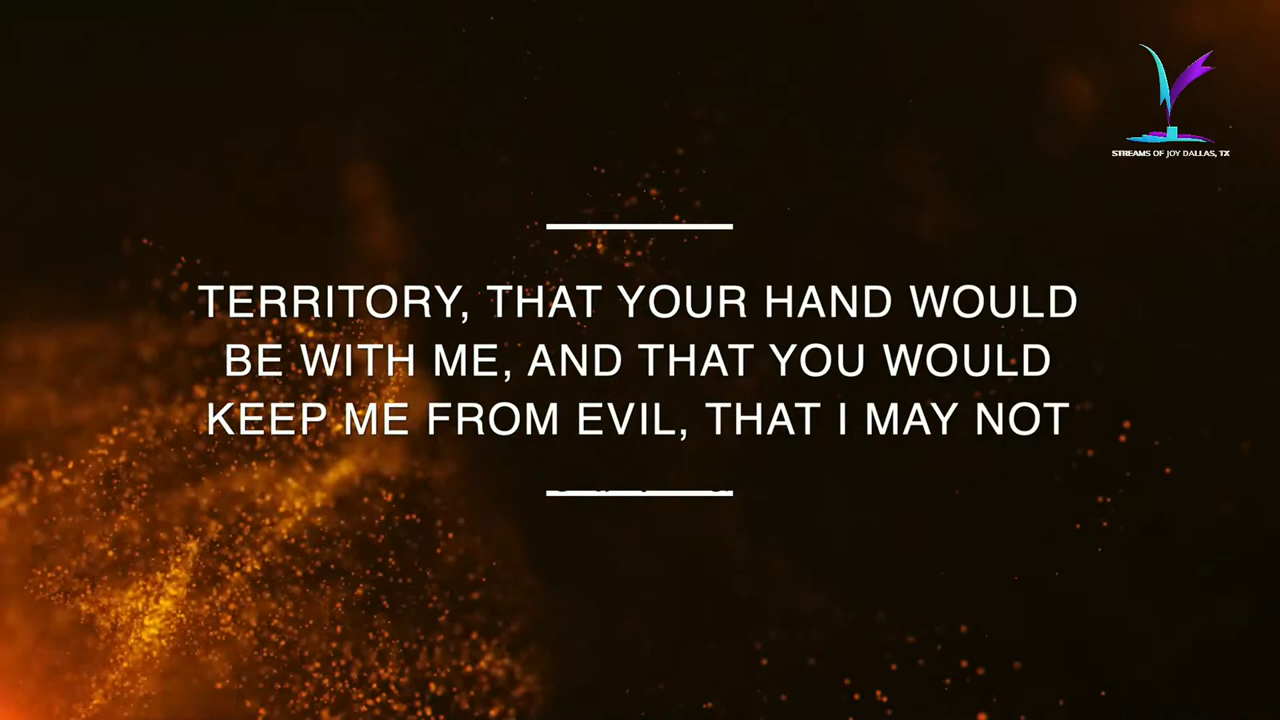 STREAMS OF JOY DALLAS, TX
TERRITORY, THAT YOUR HAND WOULD
BE WITH ME, AND THAT YOU WOULD
KEEP ME FROM EVIL, THAT I MAY NOT